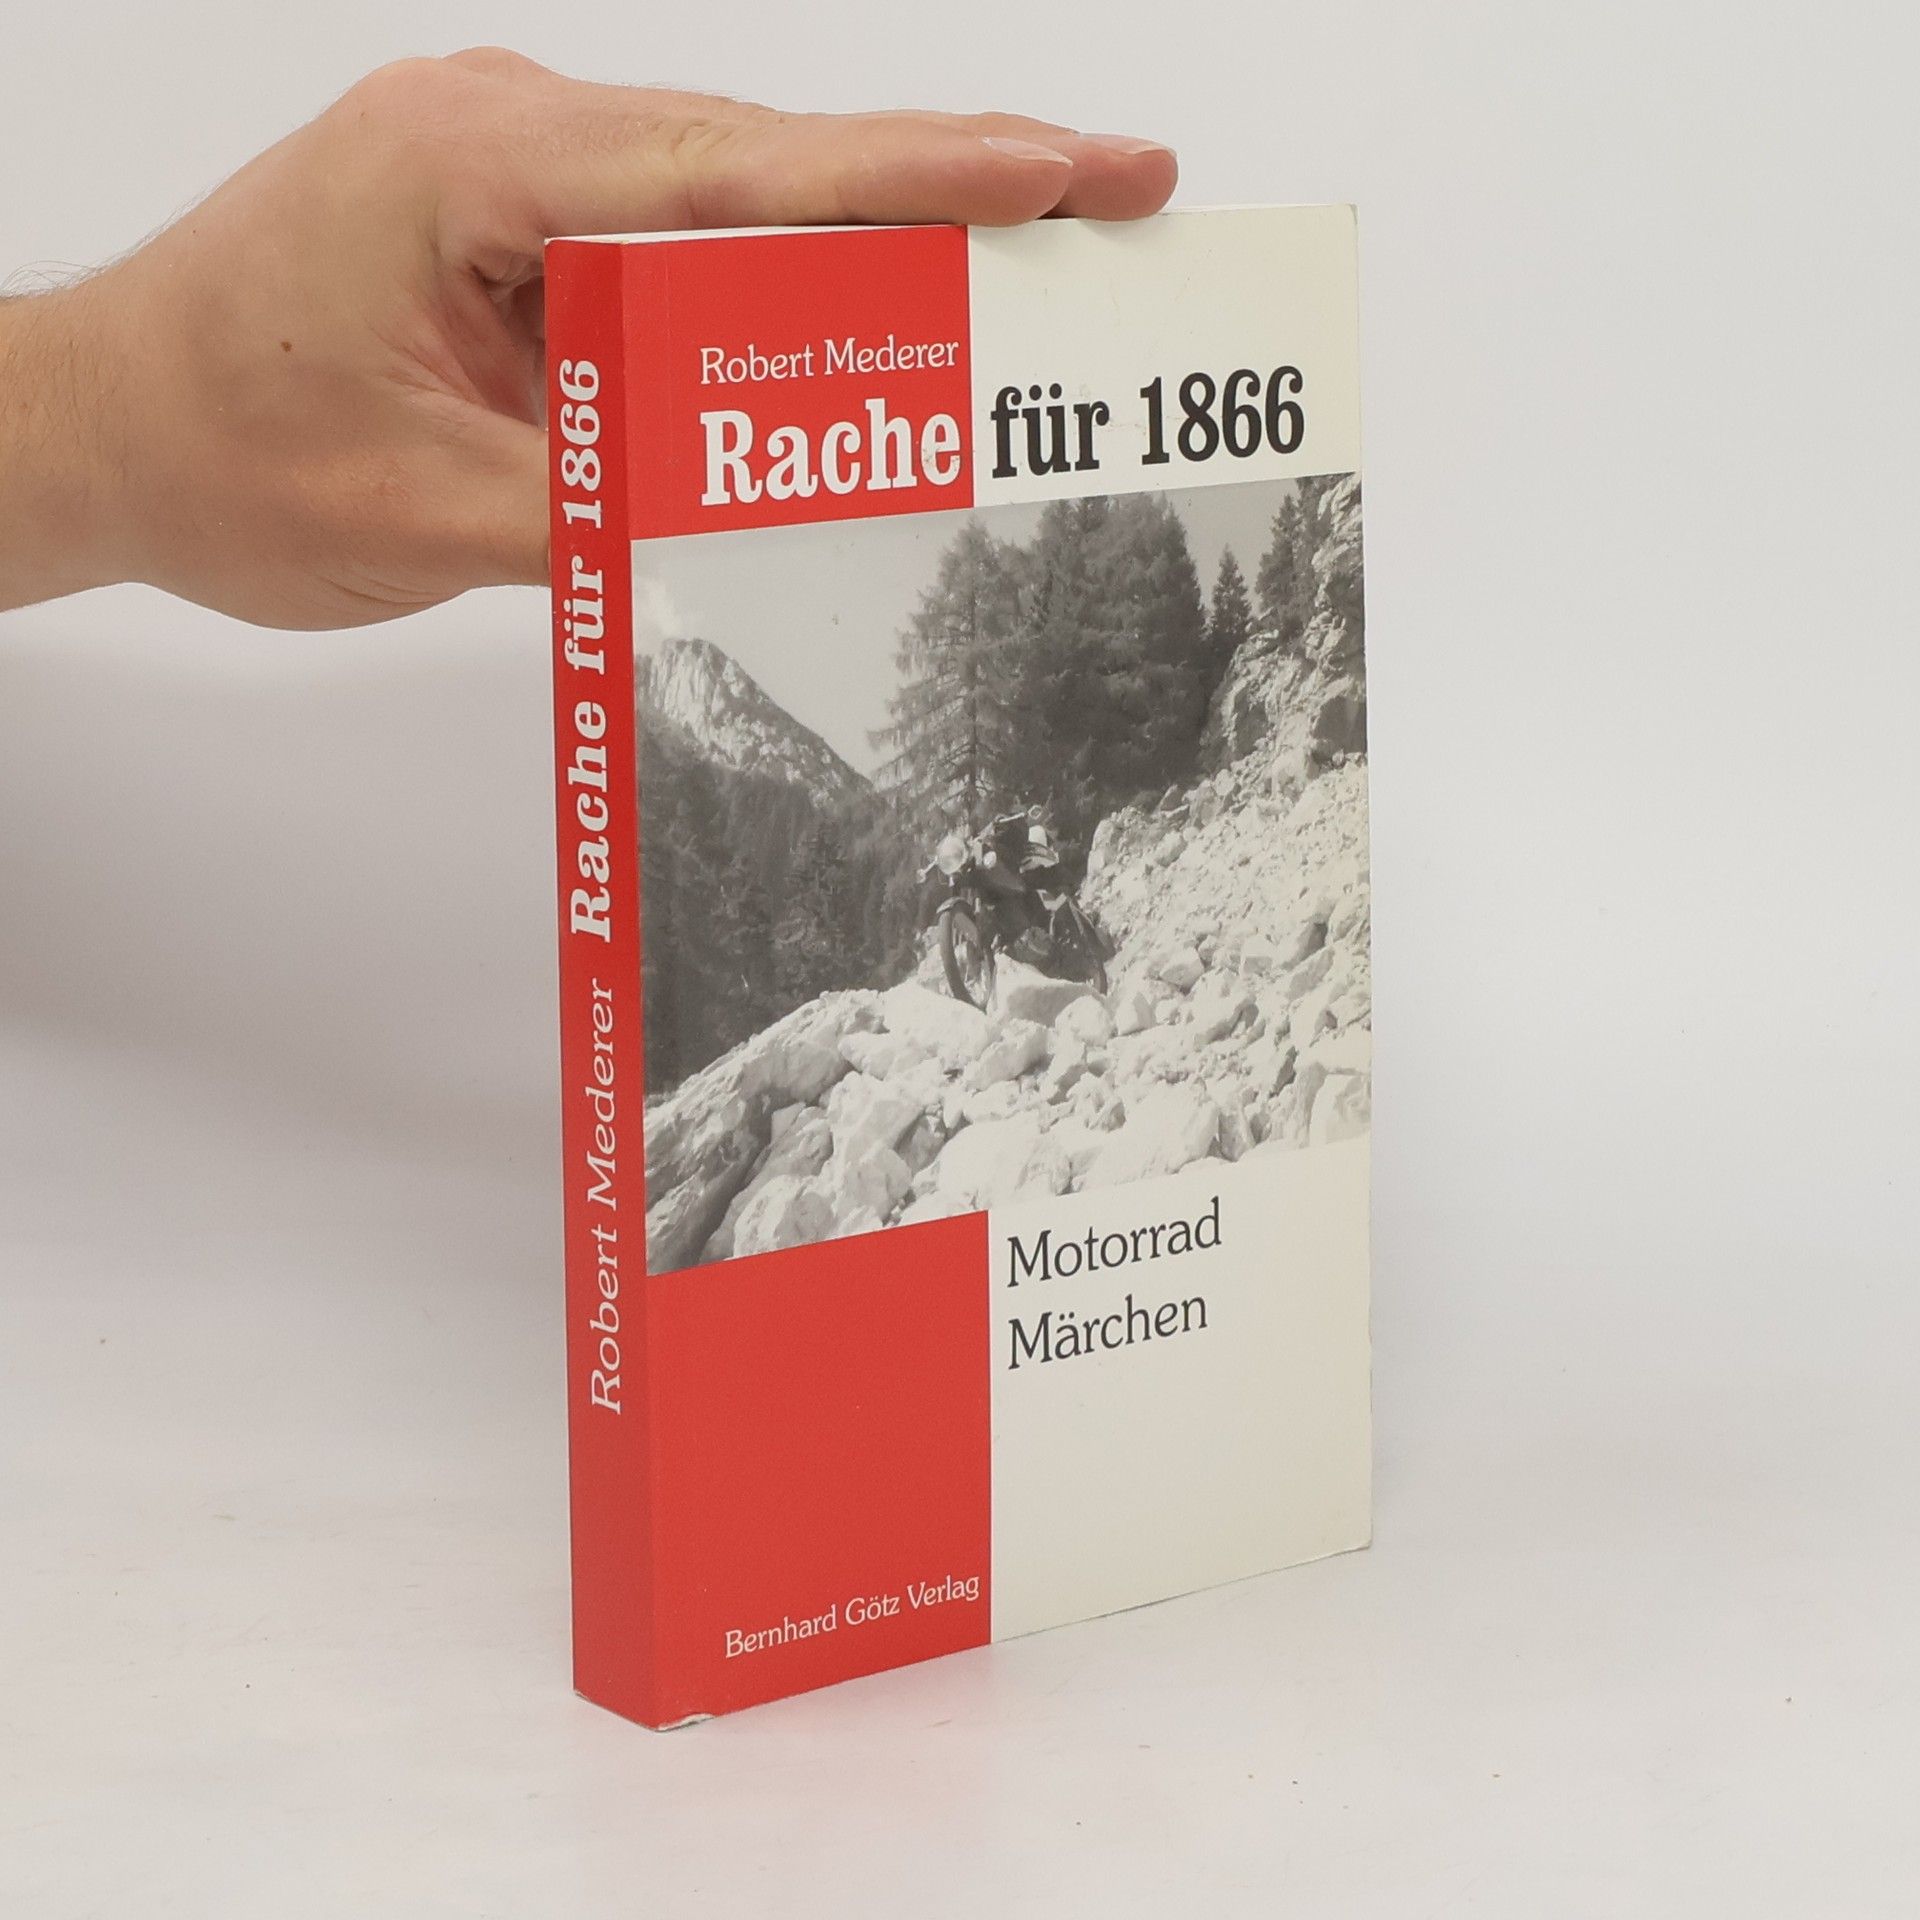 Robert Mederer
Rache für 1866
Motorrad
Märchen
Bernhard Götz Verlag
Robert Mederer Rache für 1866